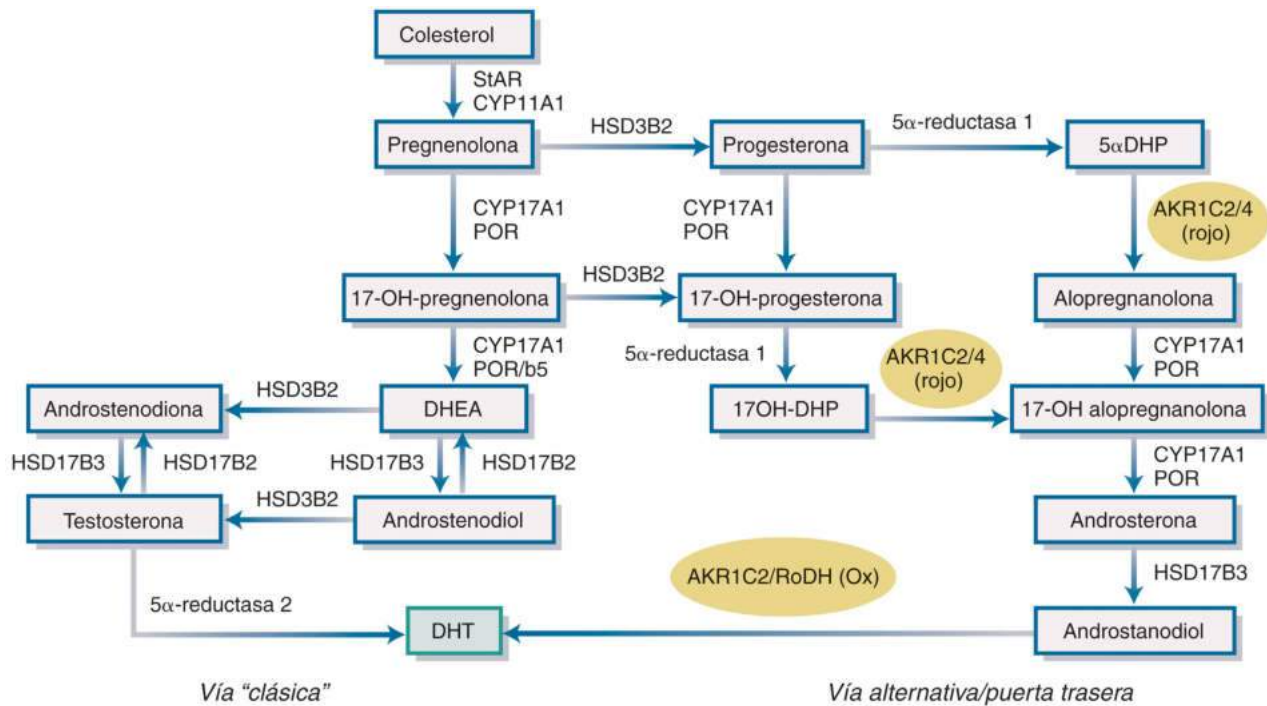 Colesterol
StAR
CYP11A1
Pregnenolona
HSD3B2
Progesterona
5α-reductasa 1
5αDHP
CYP17A1
POR
CYP17A1
POR
AKR1C2/4
(rojo)
17-OH-pregnenolona
HSD3B2
17-OH-progesterona
Alopregnanolona
CYP17A1
POR/b5
5α-reductasa 1
AKR1C2/4
(rojo)
CYP17A1
POR
Androstenodiona
HSD3B2
DHEA
17OH-DHP
17-OH alopregnanolona
HSD17B3
HSD17B2
HSD17B3
HSD17B2
CYP17A1
POR
Testosterona
HSD3B2
Androstenodiol
Androsterona
AKR1C2/RoDH (Ox)
HSD17B3
5α-reductasa 2
DHT
Androstanodiol
Vía “clásica”
Vía alternativa/puerta trasera